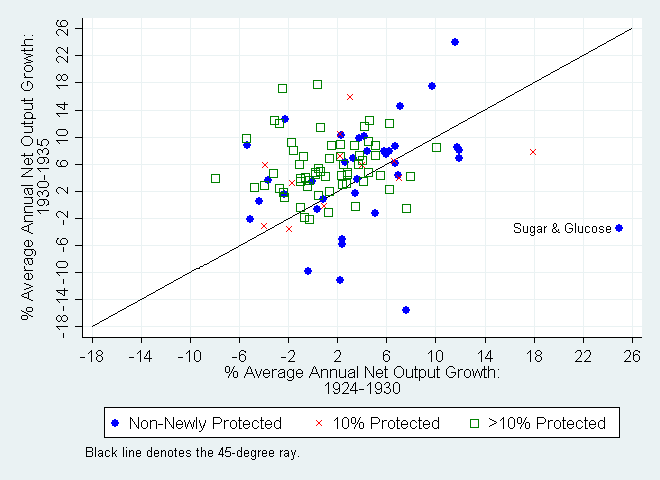 % Average Annual Net Output Growth:
1930-1935
26
22
18
14
10
6
2
-2
-6
-10
-14
-18
Sugar & Glucose
-18 -14 -10 -6 -2 2 6 10 14 18 22 26
% Average Annual Net Output Growth:
1924-1930
Non-Newly Protected 10% Protected >10% Protected
Black line denotes the 45-degree ray.